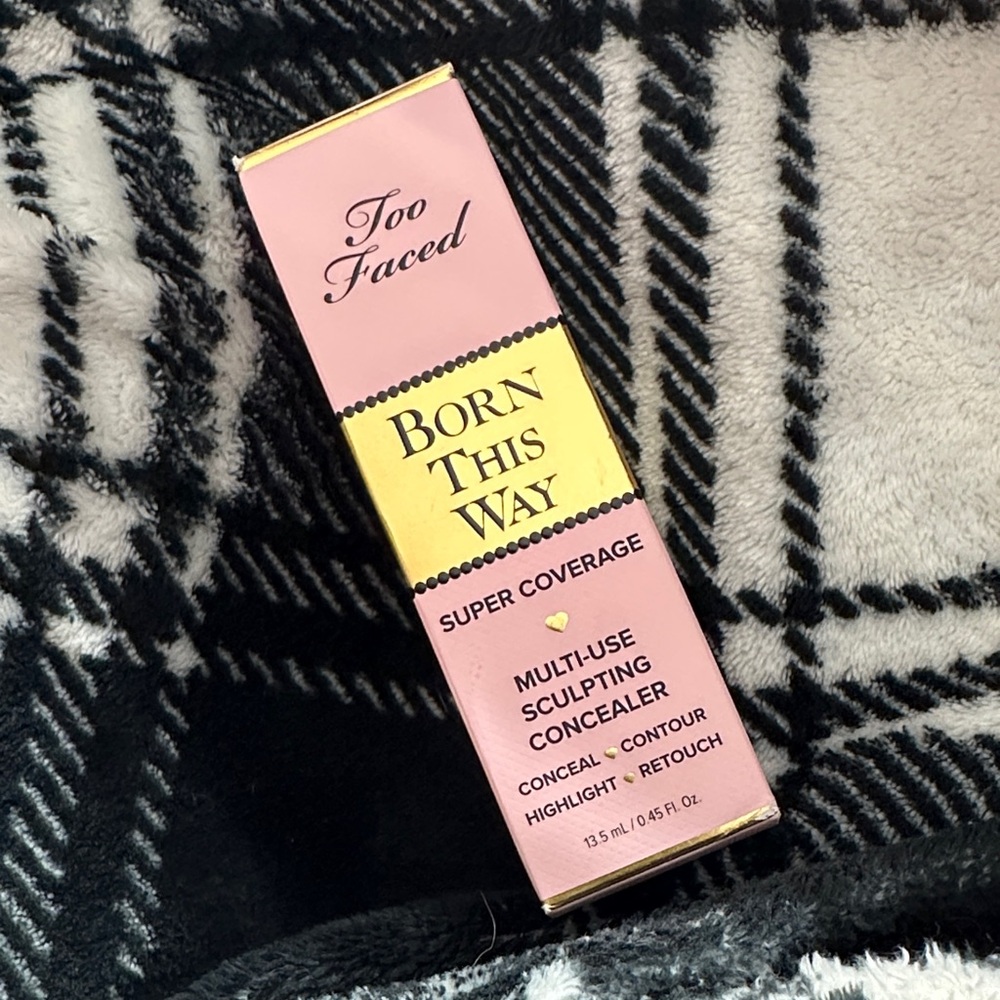 Too
Faced
BORN
THIS
WAY
SUPER COVERAGE
MULTI-USE
SCULPTING
CONCEALER
CONCEAL CONTOUR
HIGHLIGHT RETOUCH
13.5 mL / 0.45 Fl. Oz.